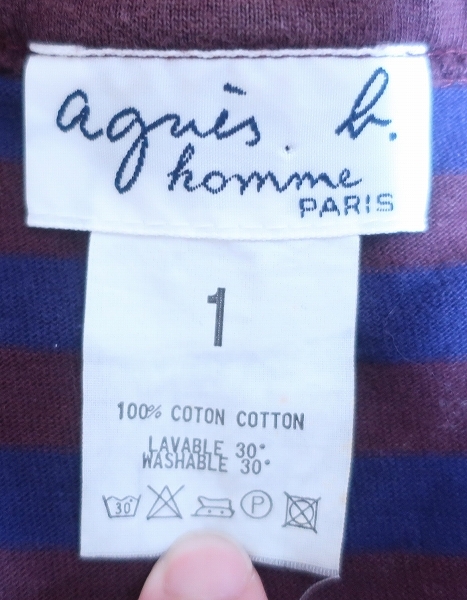 agnès b.
homme
PARIS
1
100% COTON COTTON
LAVABLE 30°
WASHABLE 30°
30°
P